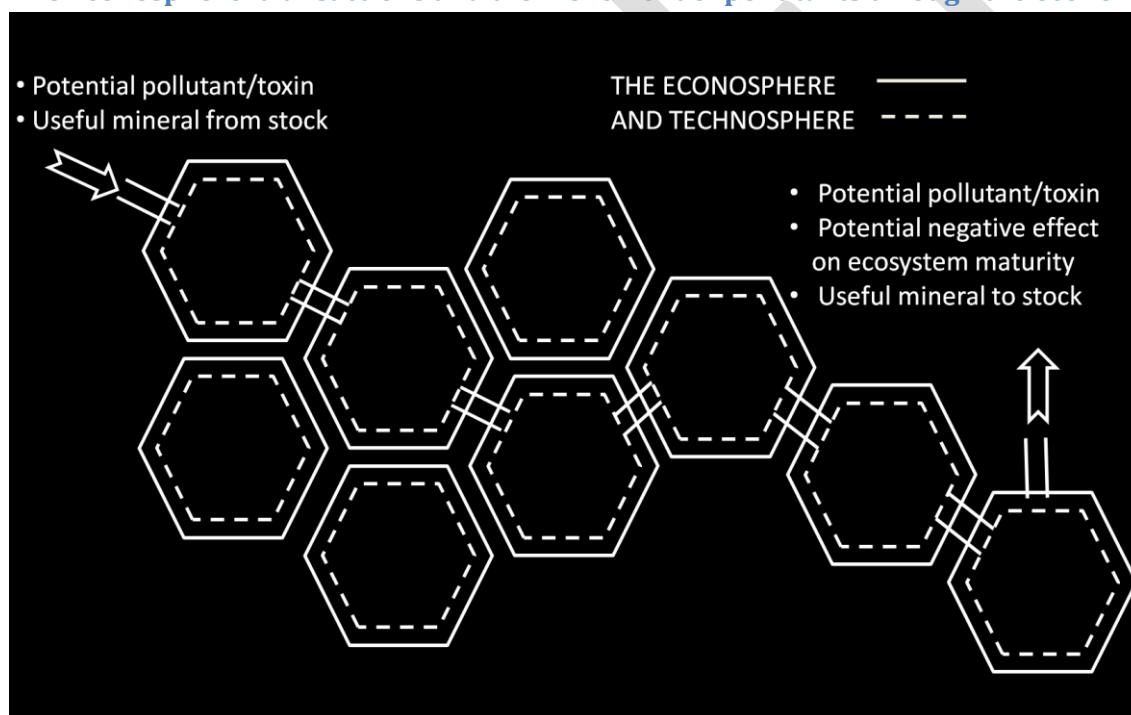 • Potential pollutant/toxin
• Useful mineral from stock
THE ECONOSPHERE
AND TECHNOSPHERE
• Potential pollutant/toxin
• Potential negative effect
on ecosystem maturity
• Useful mineral to stock